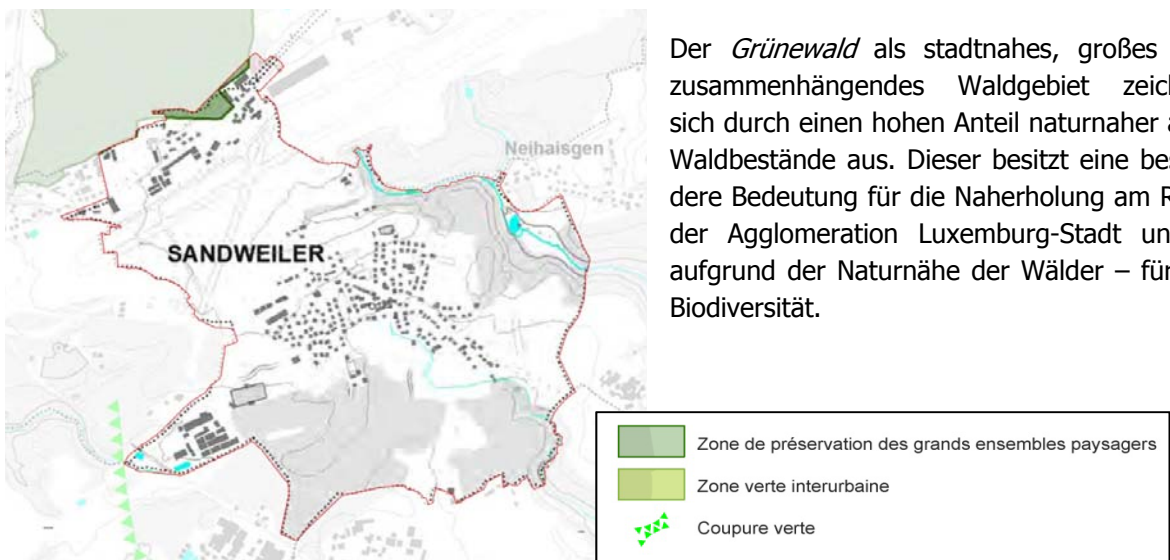 Der Grünewald als stadtnahes, großes
zusammenhängendes Waldgebiet zeic
sich durch einen hohen Anteil naturnaher a
Waldbestände aus. Dieser besitzt eine bes
dere Bedeutung für die Naherholung am R
der Agglomeration Luxemburg-Stadt un
aufgrund der Naturnähe der Wälder – für
Biodiversität.
Neihaisgen
SANDWEILER
Zone de préservation des grands ensembles paysagers
Zone verte interurbaine
Coupure verte